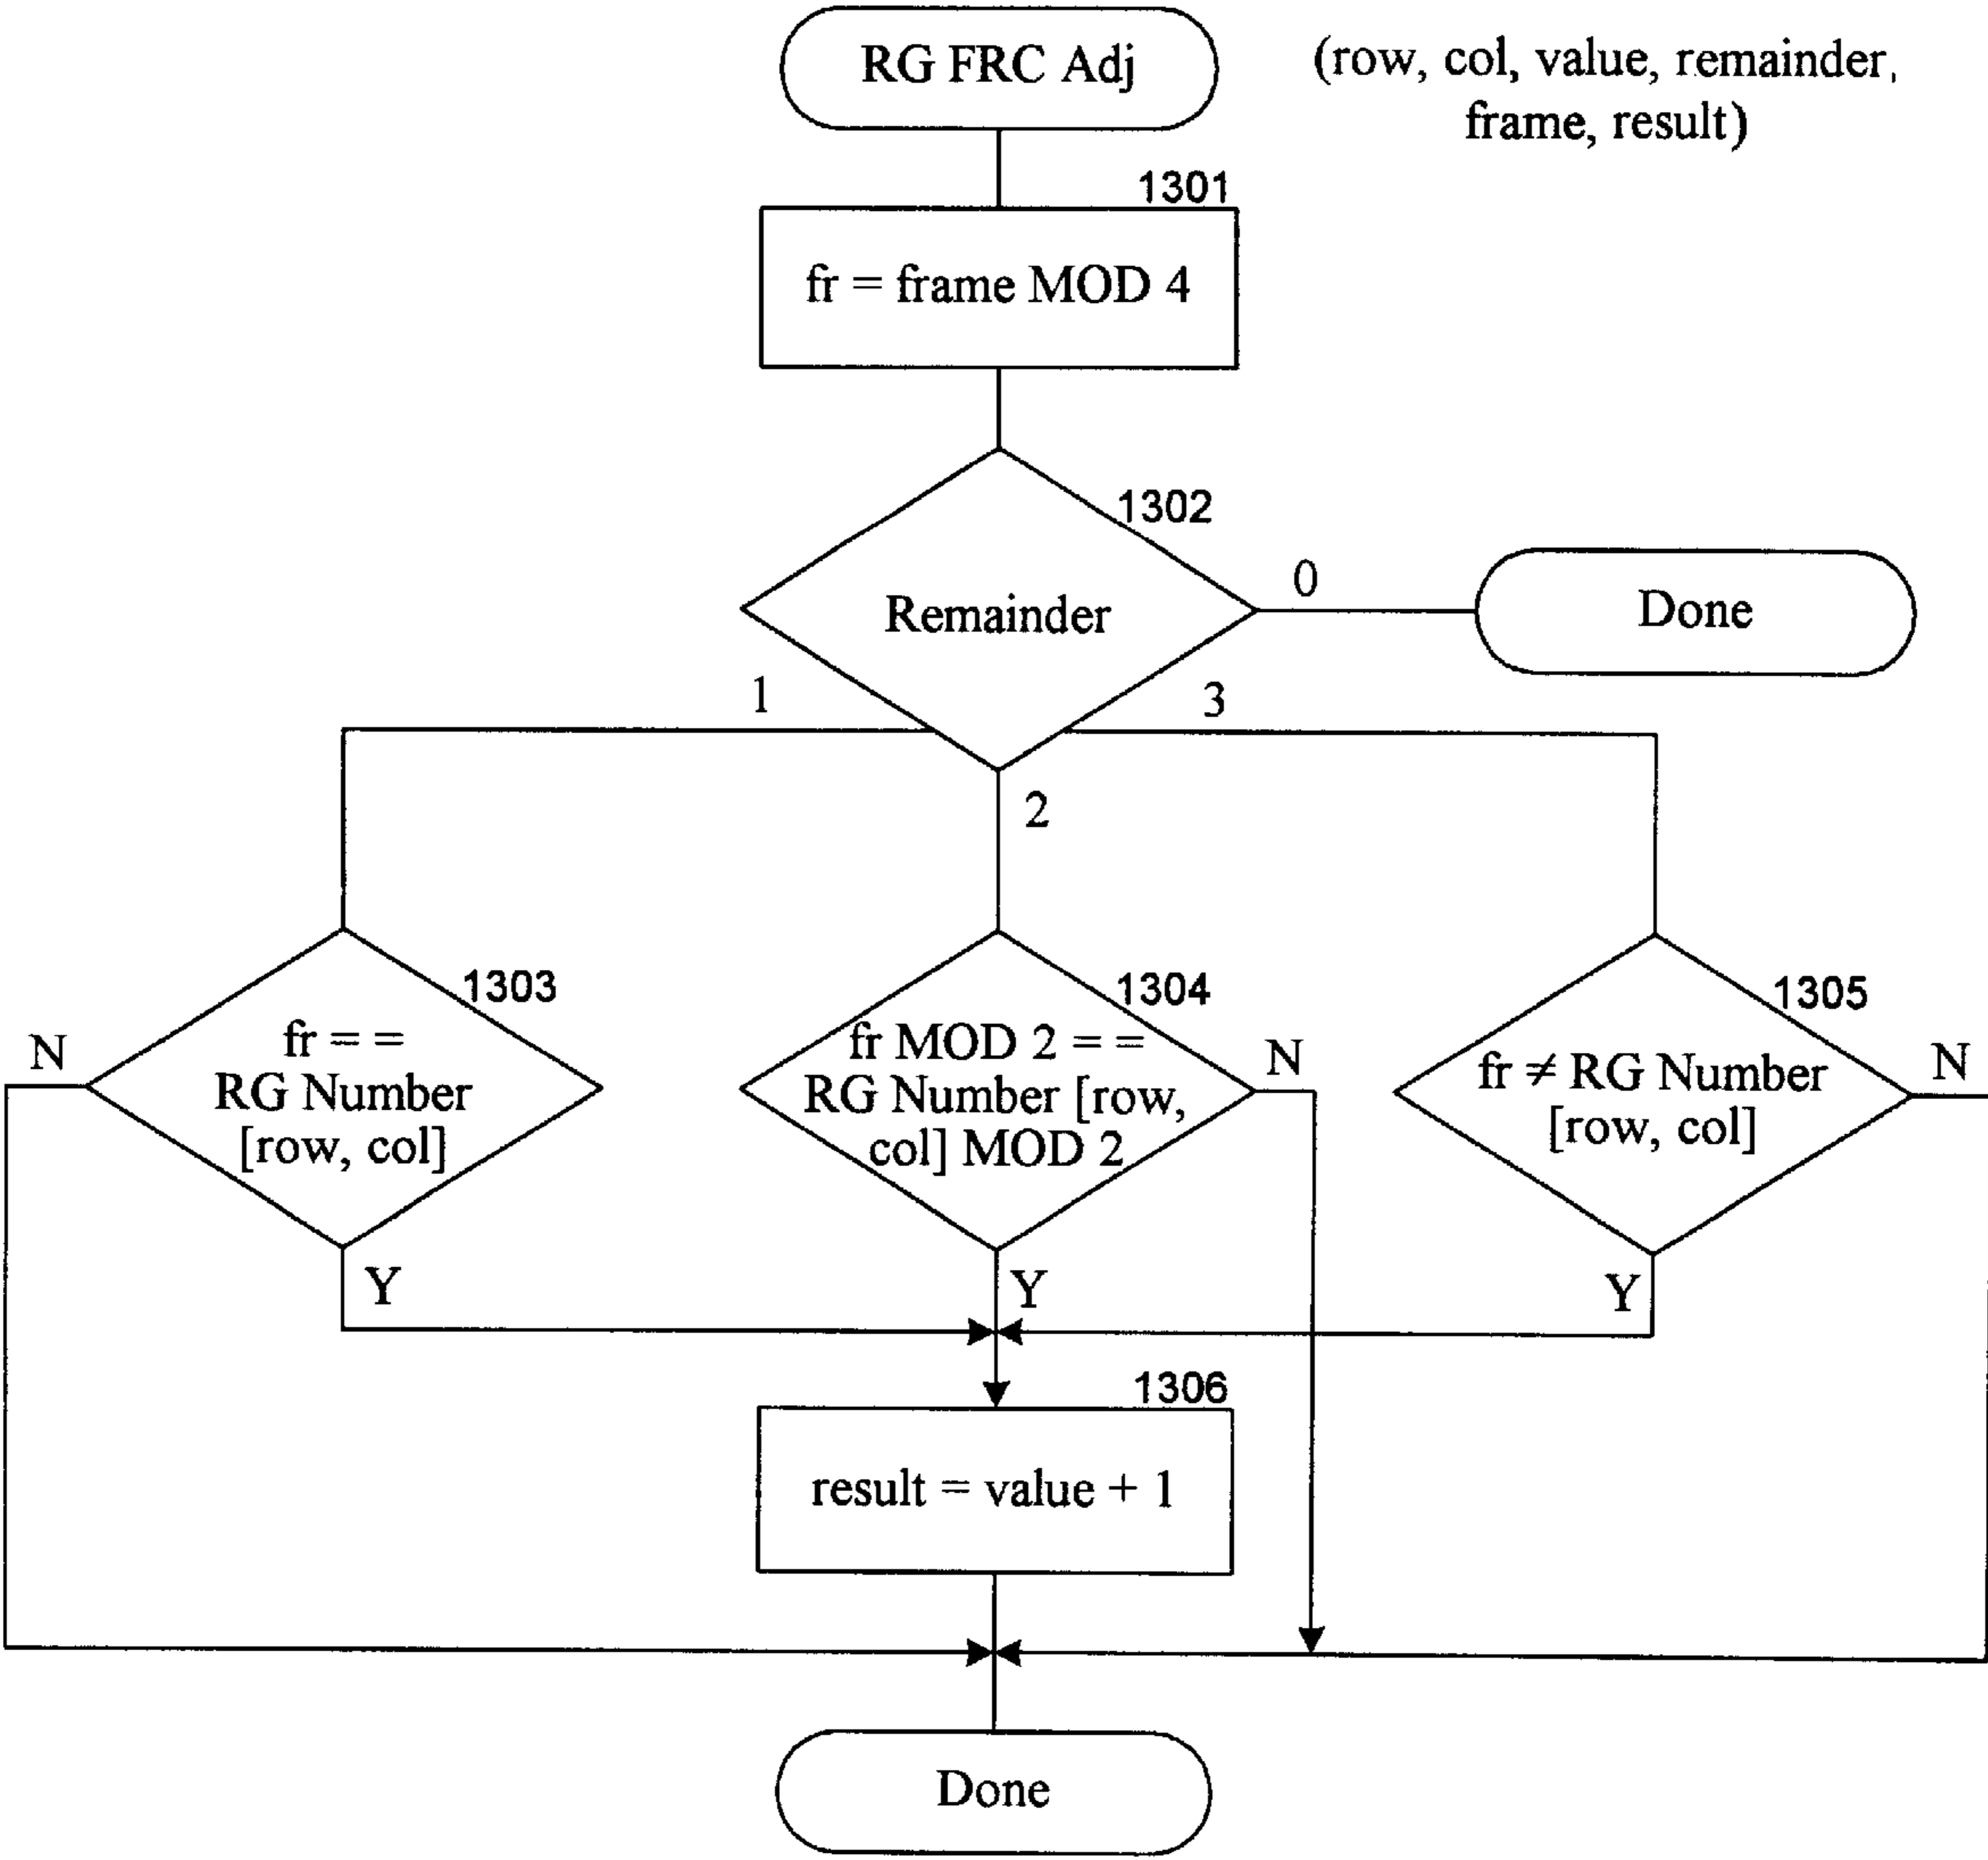 RG FRC Adj
(row, col, value, remainder,
frame, result)
1301
fr = frame MOD 4
1302
Remainder
0
Done
1
3
2
1303
fr = =
RG Number
[row, col]
N
Y
1304
fr MOD 2 = =
RG Number [row,
col] MOD 2
N
Y
1305
fr ≠ RG Number
[row, col]
N
Y
1306
result = value + 1
Done